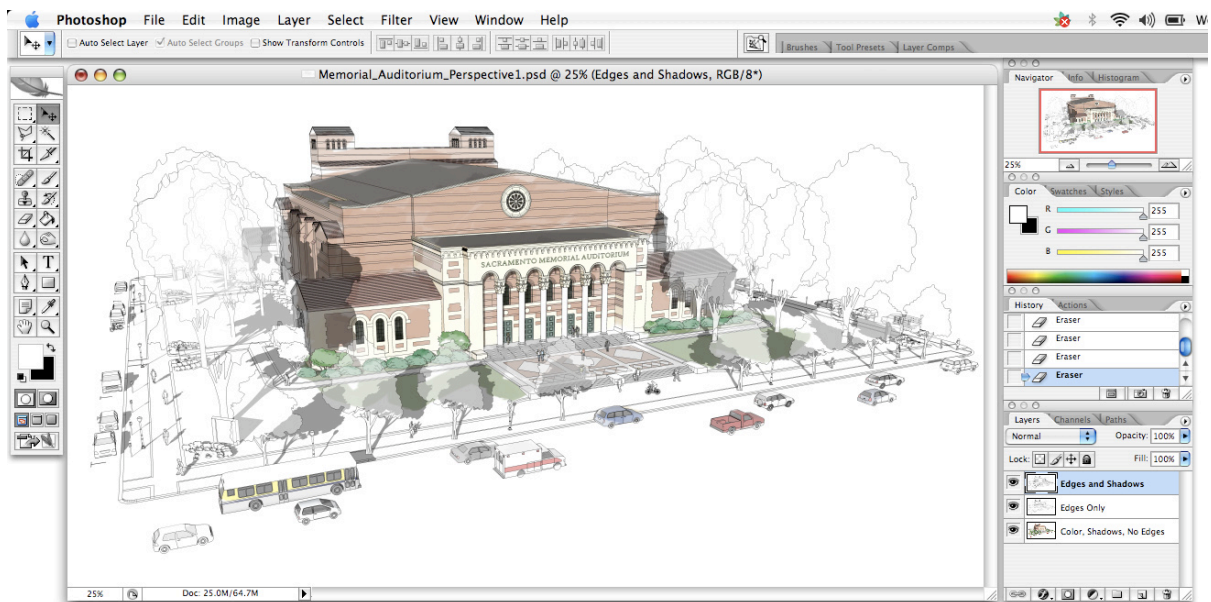 Photoshop File Edit Image Layer Select Filter View Window Help
Auto Select Layer Auto Select Groups Show Transform Controls
Brushes Tool Presets Layer Comps
Memorial_Auditorium_Perspective1.psd @ 25% (Edges and Shadows, RGB/8*)
SACRAMENTO MEMORIAL AUDITORIUM
25% Doc: 25.0M/64.7M
Navigator Info Histogram
25%
Color Swatches Styles
R 255
G 255
B 255
History Actions
Eraser
Eraser
Eraser
Eraser
Layers Channels Paths
Normal Opacity: 100%
Lock: Fill: 100%
Edges and Shadows
Edges Only
Color, Shadows, No Edges